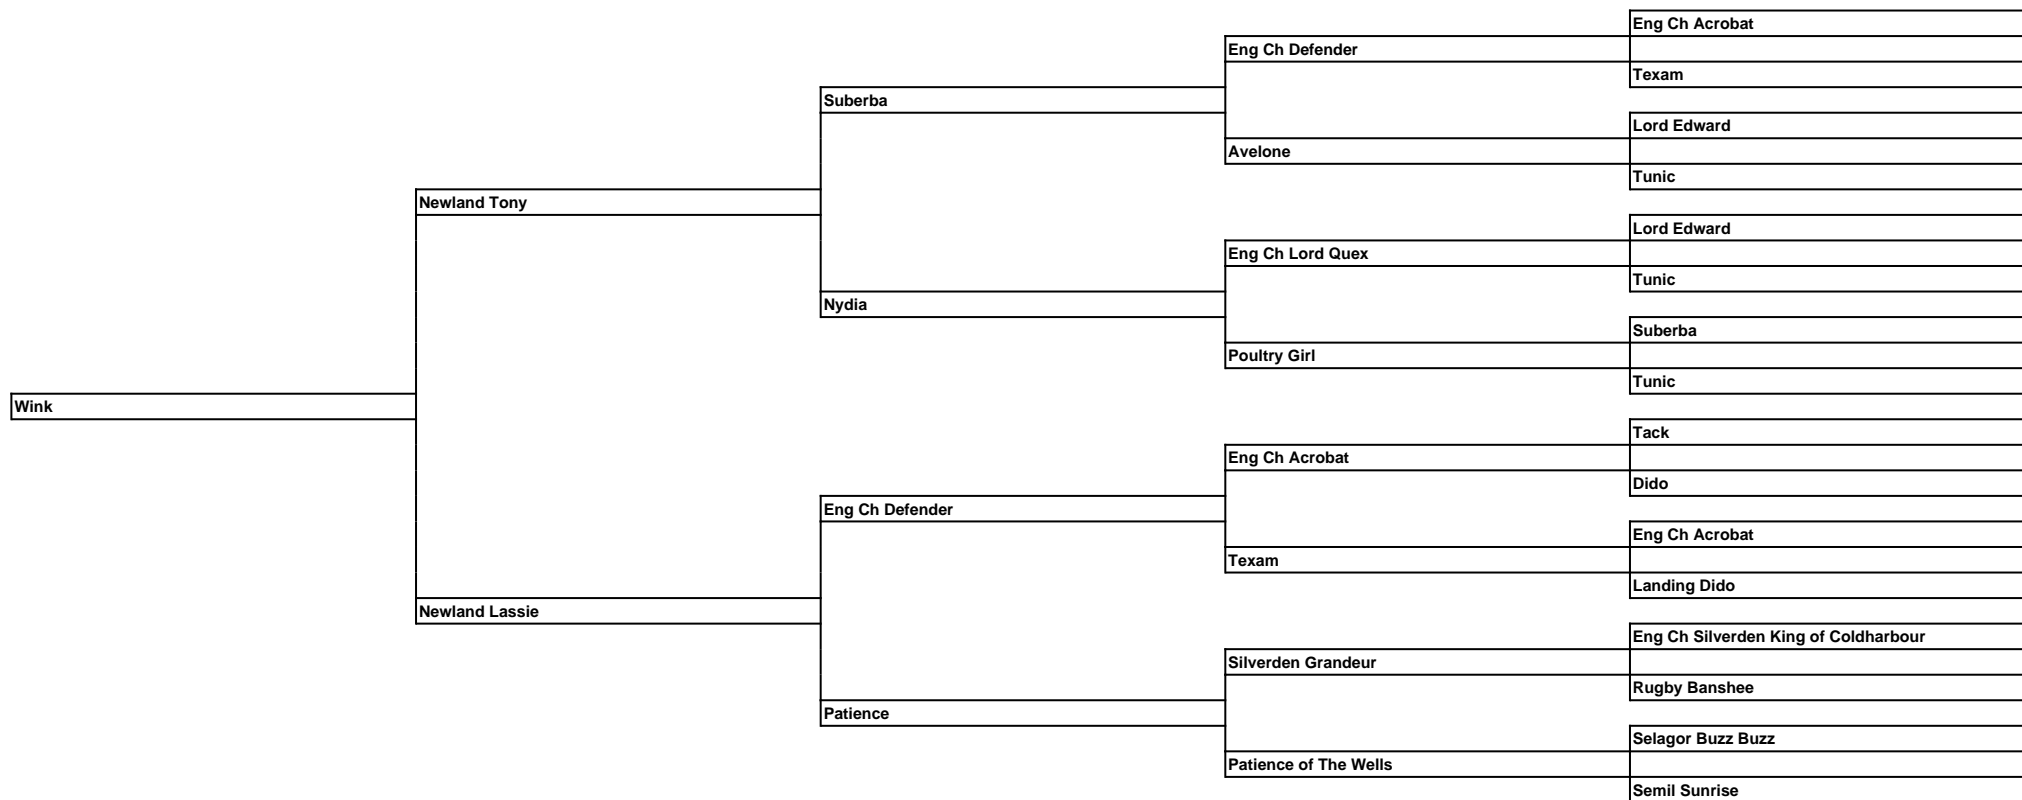 Eng Ch Acrobat
Eng Ch Defender
Texam
Suberba
Lord Edward
Avelone
Tunic
Newland Tony
Lord Edward
Eng Ch Lord Quex
Tunic
Nydia
Suberba
Poultry Girl
Tunic
Wink
Tack
Eng Ch Acrobat
Dido
Eng Ch Defender
Eng Ch Acrobat
Texam
Landing Dido
Newland Lassie
Eng Ch Silverden King of Coldharbour
Silverden Grandeur
Rugby Banshee
Patience
Selagor Buzz Buzz
Patience of The Wells
Semil Sunrise